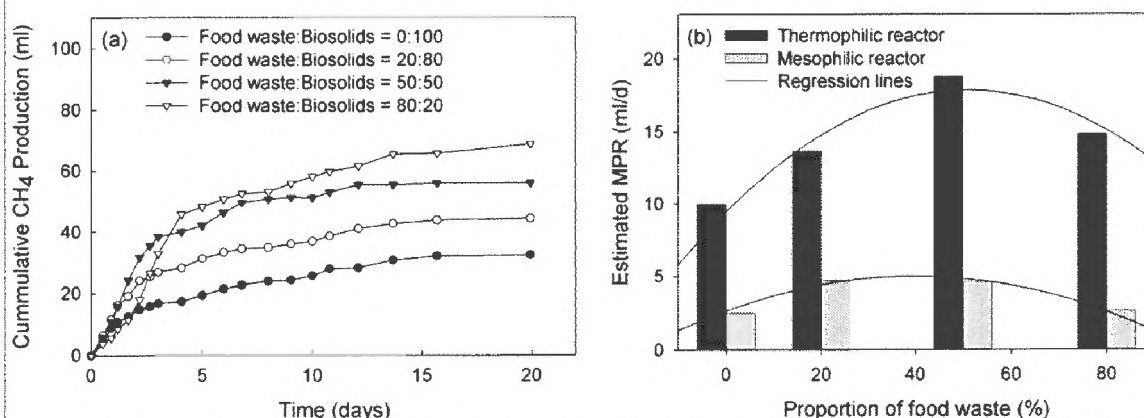 (a)
Food waste:Biosolids = 0:100
Food waste:Biosolids = 20:80
Food waste:Biosolids = 50:50
Food waste:Biosolids = 80:20
Cummulative CH4 Production (ml)
100
80
60
40
20
0
0 5 10 15 20
Time (days)
(b)
Thermophilic reactor
Mesophilic reactor
Regression lines
Estimated MPR (ml/d)
20
15
10
5
0
0 20 40 60 80
Proportion of food waste (%)